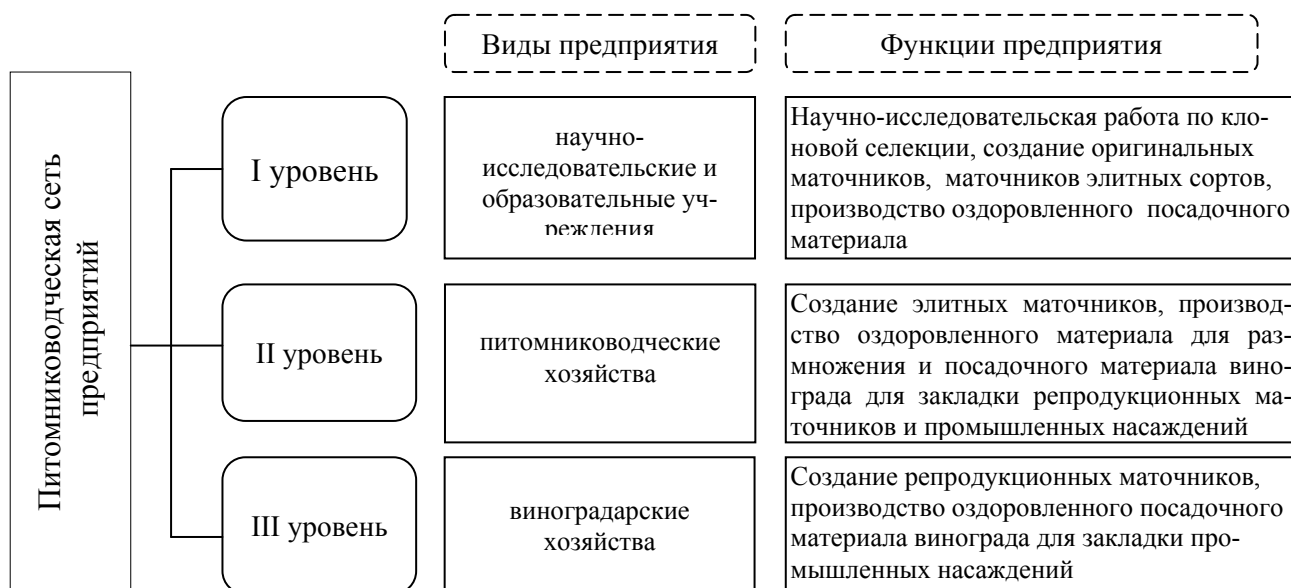 Виды предприятия
Функции предприятия
Питомниководческая сеть
предприятий
I уровень
научно-
исследовательские и
образовательные уч-
реждения
Научно-исследовательская работа по кло-
новой селекции, создание оригинальных
маточников, маточников элитных сортов,
производство оздоровленного посадочного
материала
II уровень
питомниководческие
хозяйства
Создание элитных маточников, производ-
ство оздоровленного материала для раз-
множения и посадочного материала вино-
града для закладки репродукционных ма-
точников и промышленных насаждений
III уровень
виноградарские
хозяйства
Создание репродукционных маточников,
производство оздоровленного посадочного
материала винограда для закладки про-
мышленных насаждений